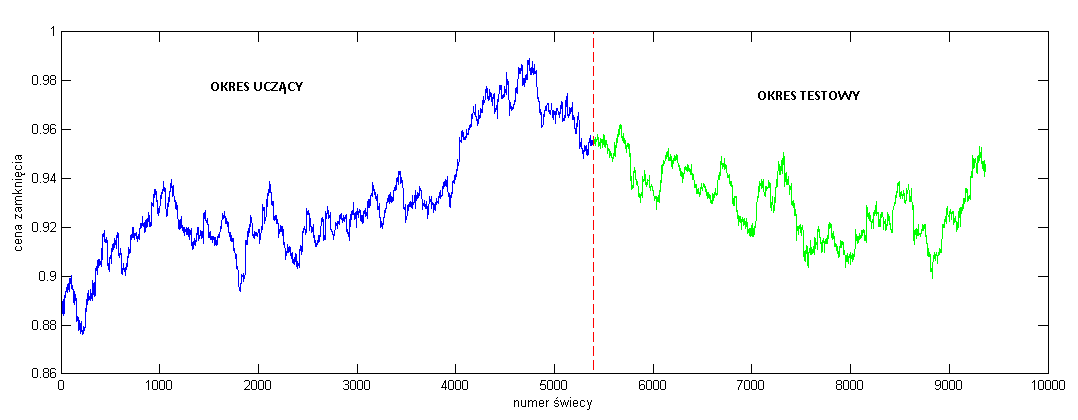 1
0.98
0.96
0.94
0.92
0.9
0.88
0.86
cena zamknięcia
OKRES UCZĄCY
OKRES TESTOWY
0 1000 2000 3000 4000 5000 6000 7000 8000 9000 10000
numer świecy